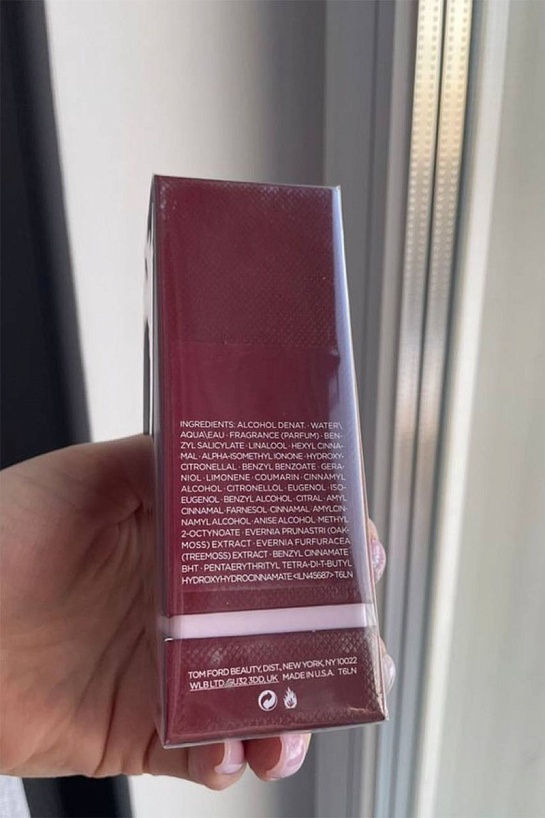 INGREDIENTS: ALCOHOL DENAT. · WATER\
AQUA\EAU · FRAGRANCE (PARFUM) · BEN-
ZYL SALICYLATE · LINALOOL · HEXYL CINNA-
MAL · ALPHA-ISOMETHYL IONONE · HYDROXY-
CITRONELLAL · BENZYL BENZOATE · GERA-
NIOL · LIMONENE · COUMARIN · CINNAMYL
ALCOHOL · CITRONELLOL · EUGENOL · ISO-
EUGENOL · BENZYL ALCOHOL · CITRAL · AMYL
CINNAMAL · FARNESOL · CINNAMAL · AMYLCIN-
NAMYL ALCOHOL · ANISE ALCOHOL · METHYL
2-OCTYNOATE · EVERNIA PRUNASTRI (OAK-
MOSS) EXTRACT · EVERNIA FURFURACEA
(TREEMOSS) EXTRACT · BENZYL CINNAMATE
BHT · PENTAERYTHRITYL TETRA-DI-T-BUTYL
HYDROXYHYDROCINNAMATE <ILN45687> T6LN
TOM FORD BEAUTY, DIST., NEW YORK, NY 10022
WLB LTD. GU32 3DD, UK MADE IN U.S.A. T6LN